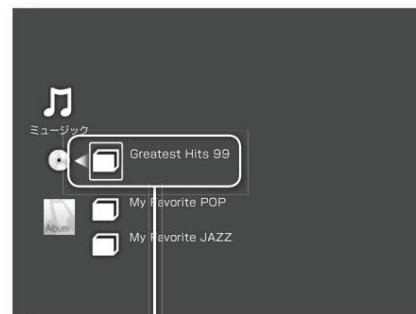 ミュージック
Greatest Hits 99
My Favorite POP
Album
My Favorite JAZZ